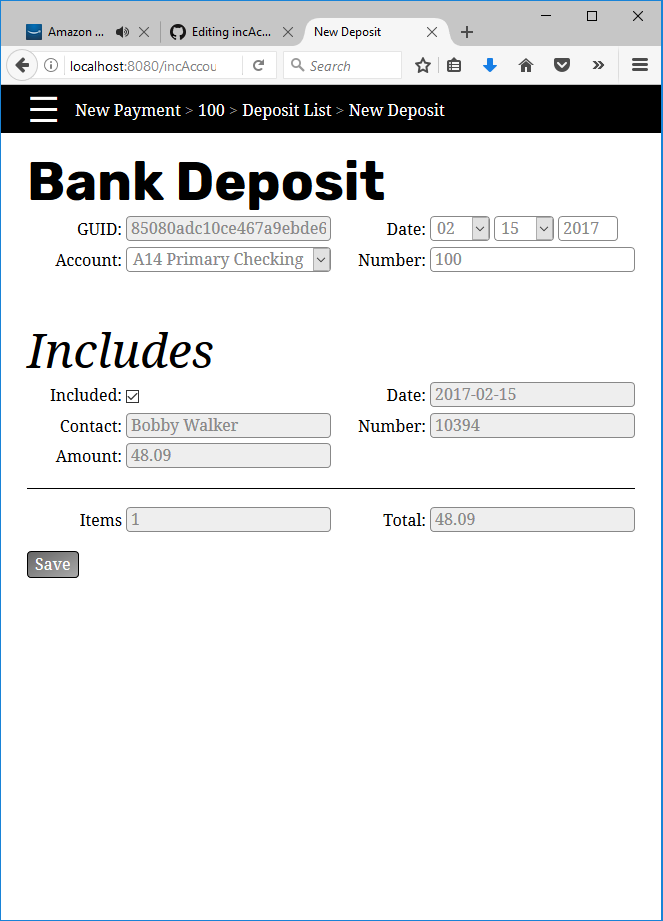 Amazon ... Editing incAc... New Deposit
localhost:8080/incAccou Search
New Payment > 100 > Deposit List > New Deposit
Bank Deposit
GUID: 85080adc10ce467a9ebde6 Date: 02 15 2017
Account: A14 Primary Checking Number: 100
Includes
Included: Date: 2017-02-15
Contact: Bobby Walker Number: 10394
Amount: 48.09
Items 1 Total: 48.09
Save